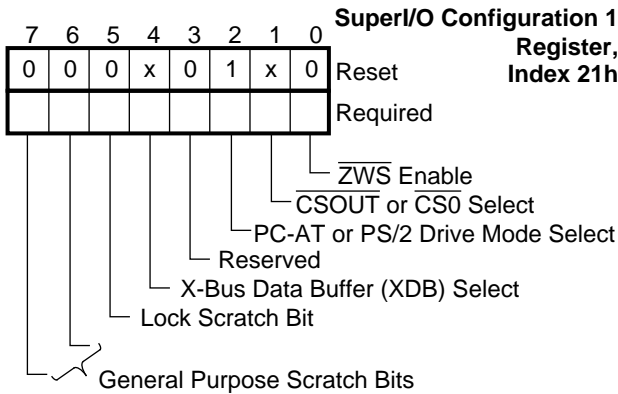 SuperI/O Configuration 1
Register,
Index 21h
7 6 5 4 3 2 1 0
0 0 0 x 0 1 x 0 Reset
Required
ZWS Enable
CSOUT or CS0 Select
PC-AT or PS/2 Drive Mode Select
Reserved
X-Bus Data Buffer (XDB) Select
Lock Scratch Bit
General Purpose Scratch Bits